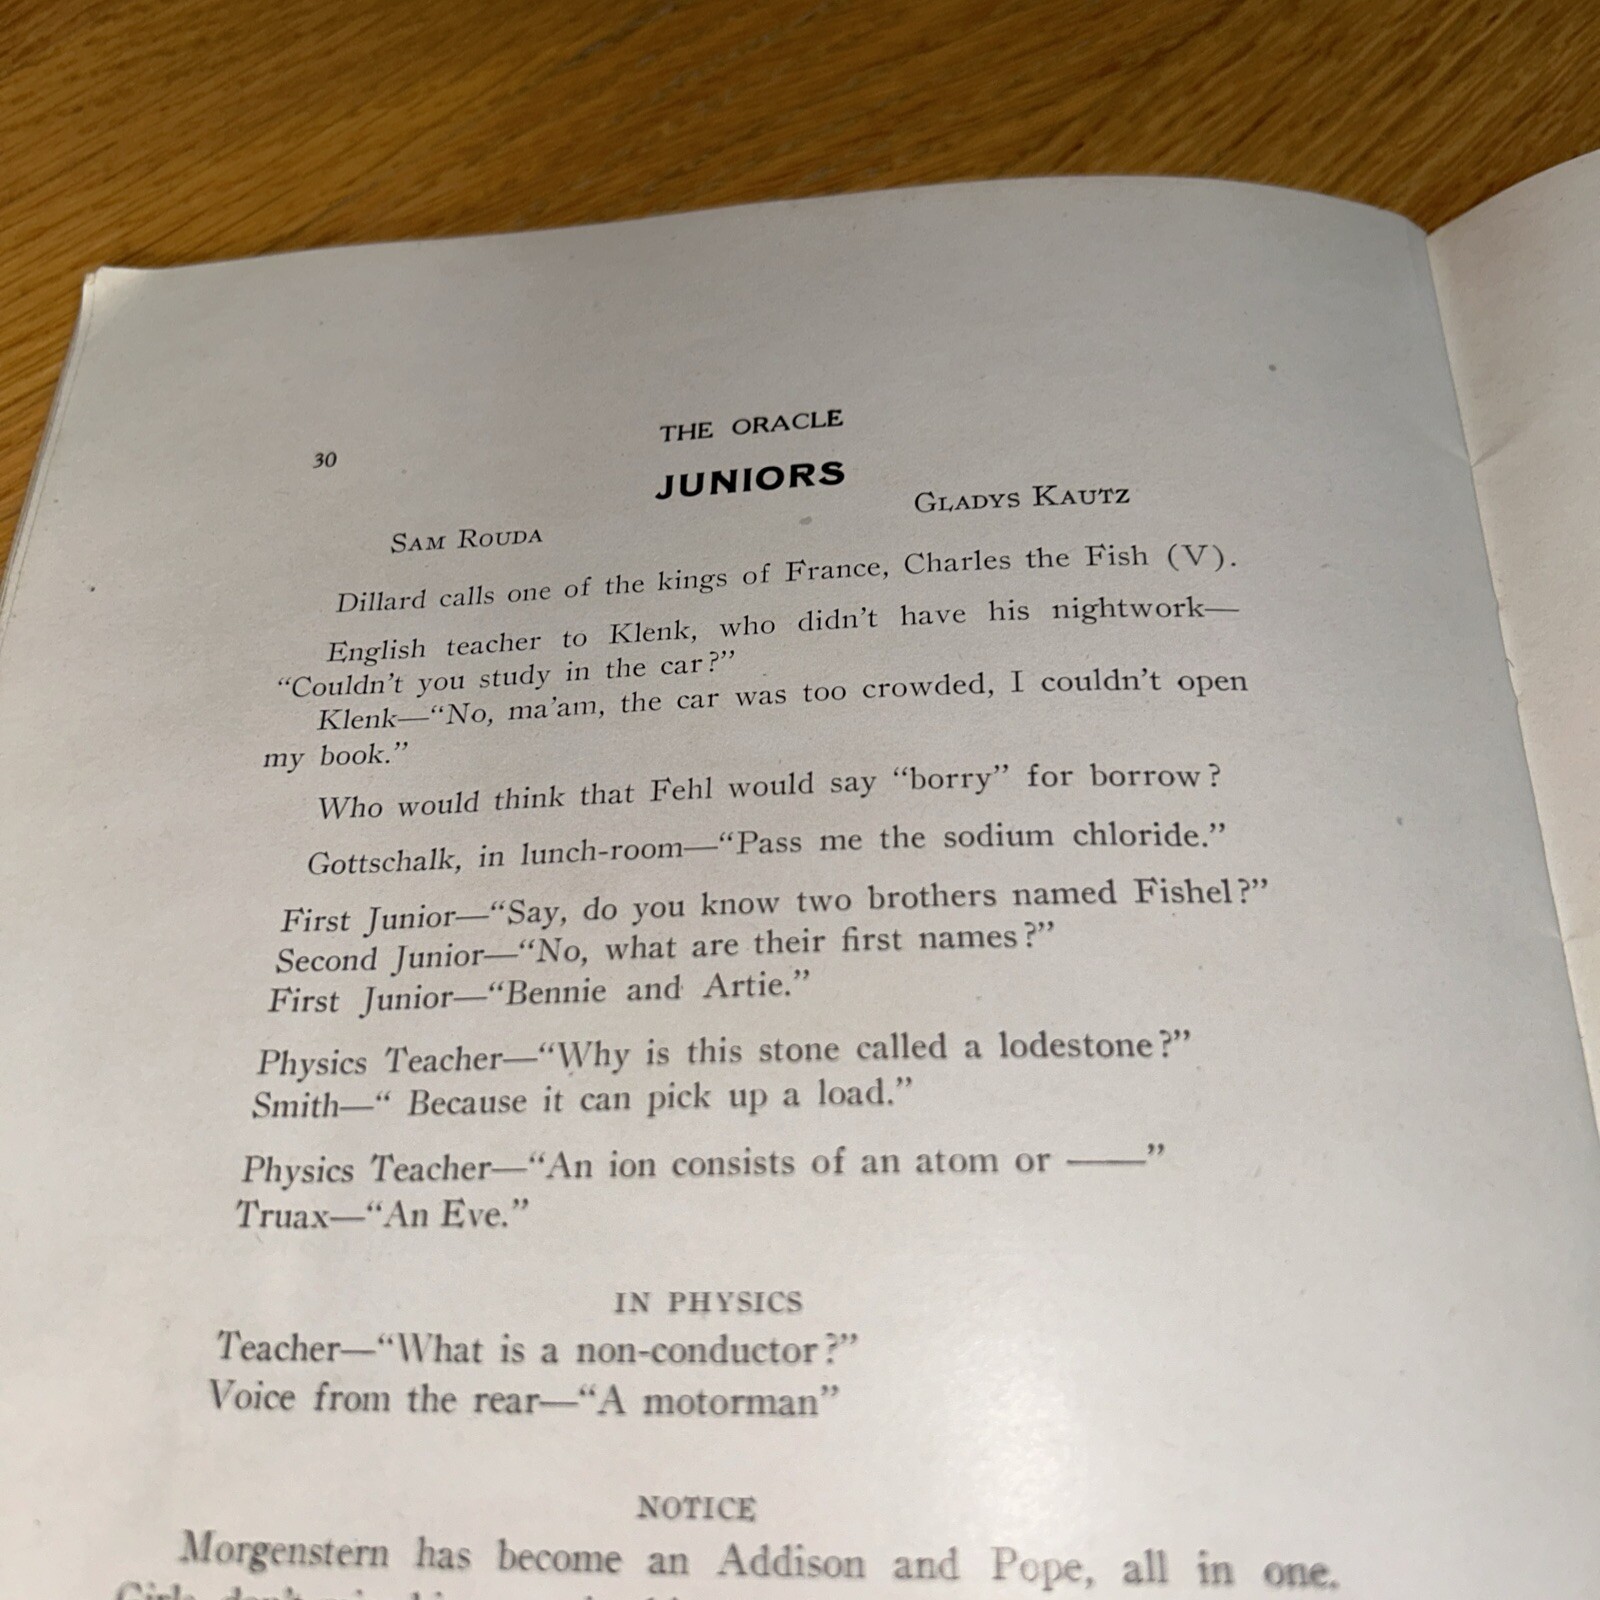 30
THE ORACLE
JUNIORS
SAM ROUDA
GLADYS KAUTZ
Dillard calls one of the kings of France, Charles the Fish (V).
English teacher to Klenk, who didn't have his nightwork—
“Couldn't you study in the car?”
Klenk—“No, ma'am, the car was too crowded, I couldn't open
my book.”
Who would think that Fehl would say “borry” for borrow?
Gottschalk, in lunch-room—“Pass me the sodium chloride.”
First Junior—“Say, do you know two brothers named Fishel?”
Second Junior—“No, what are their first names?”
First Junior—“Bennie and Artie.”
Physics Teacher—“Why is this stone called a lodestone?”
Smith—“ Because it can pick up a load.”
Physics Teacher—“An ion consists of an atom or ——”
Truax—“An Eve.”
IN PHYSICS
Teacher—“What is a non-conductor?”
Voice from the rear—“A motorman”
NOTICE
Morgenstern has become an Addison and Pope, all in one.
Girls don't